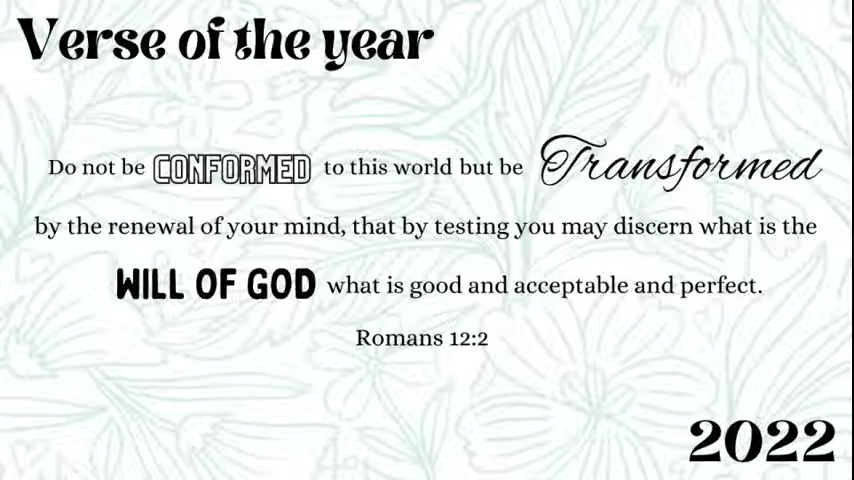 Verse of the year
Do not be CONFORMED to this world but be Transformed
by the renewal of your mind, that by testing you may discern what is the
WILL OF GOD what is good and acceptable and perfect.
Romans 12:2
2022